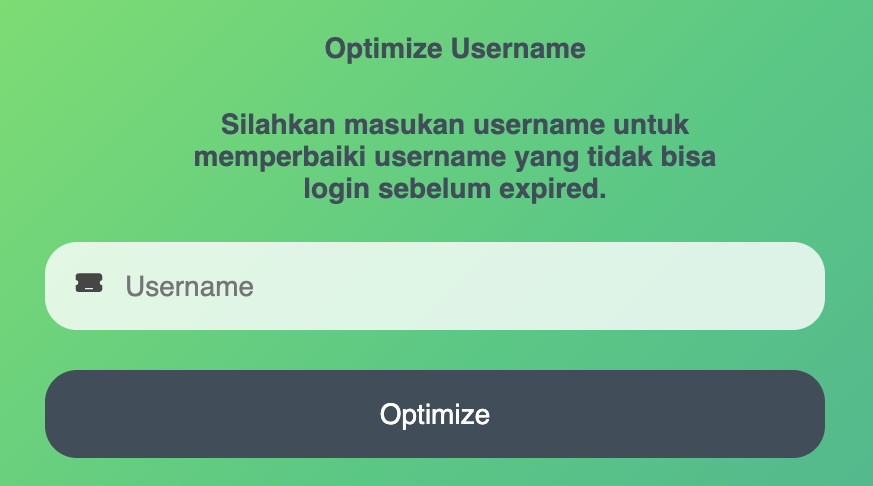 Optimize Username
Silahkan masukan username untuk
memperbaiki username yang tidak bisa
login sebelum expired.
Username
Optimize